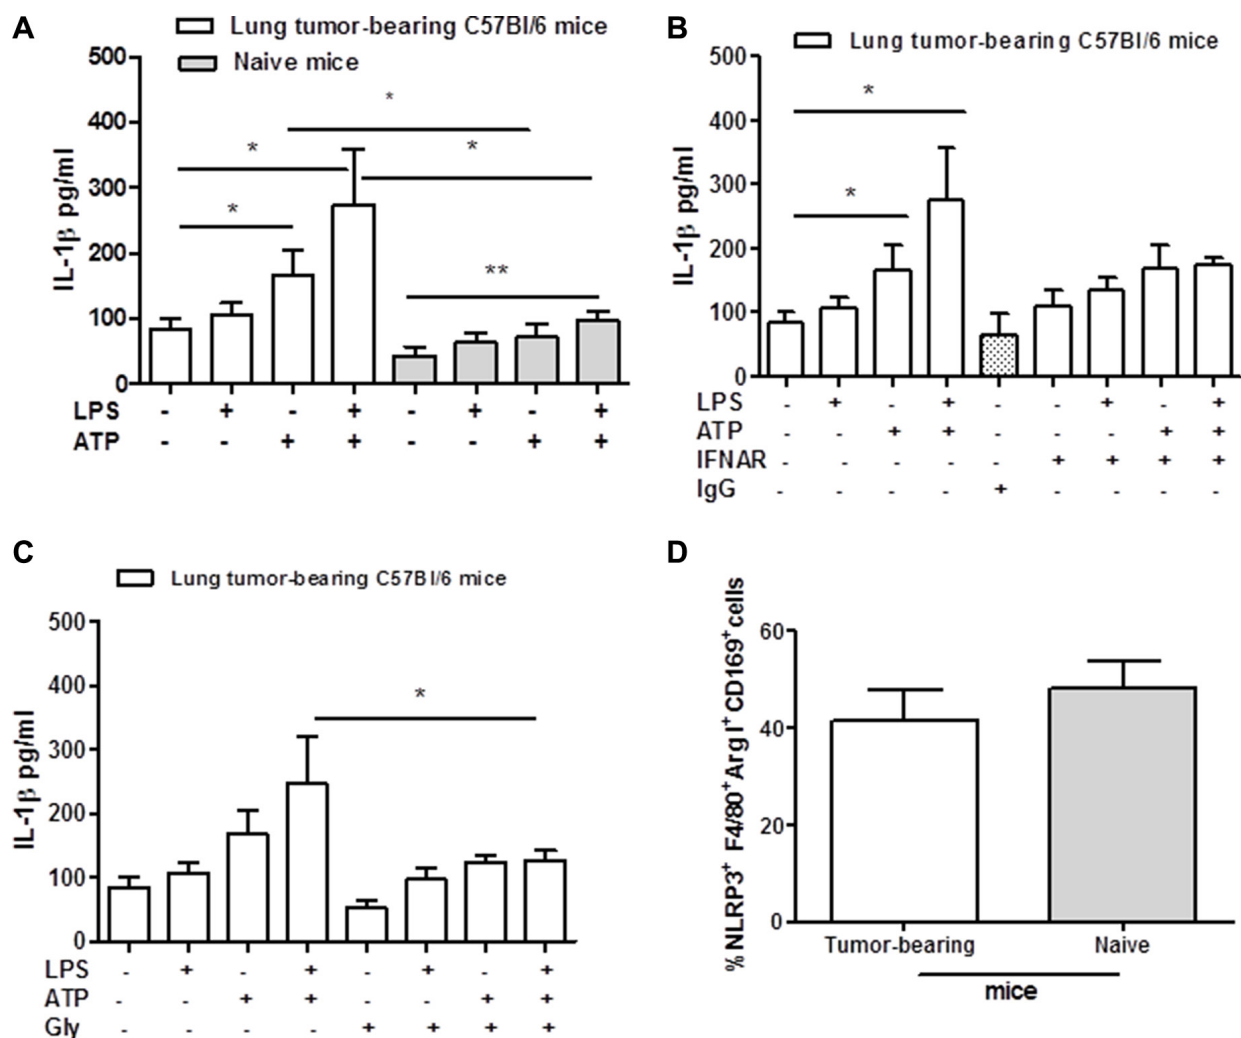 A
Lung tumor-bearing C57Bl/6 mice
Naive mice
IL-1β pg/ml
500
400
300
200
100
0
*
*
*
*
*
**
LPS - + - + - + - +
ATP - - + + - - + +
B
Lung tumor-bearing C57Bl/6 mice
IL-1β pg/ml
500
400
300
200
100
0
*
*
LPS - + - + - - + - +
ATP - - + + - - - + +
IFNAR - - - - - + + + +
IgG - - - - + - - - -
C
Lung tumor-bearing C57Bl/6 mice
IL-1β pg/ml
500
400
300
200
100
0
*
LPS - + - + - + - +
ATP - - + + - - + +
Gly - - - - + + + +
D
% NLRP3+ F4/80+Arg I+ CD169+cells
60
40
20
0
Tumor-bearing Naive
mice